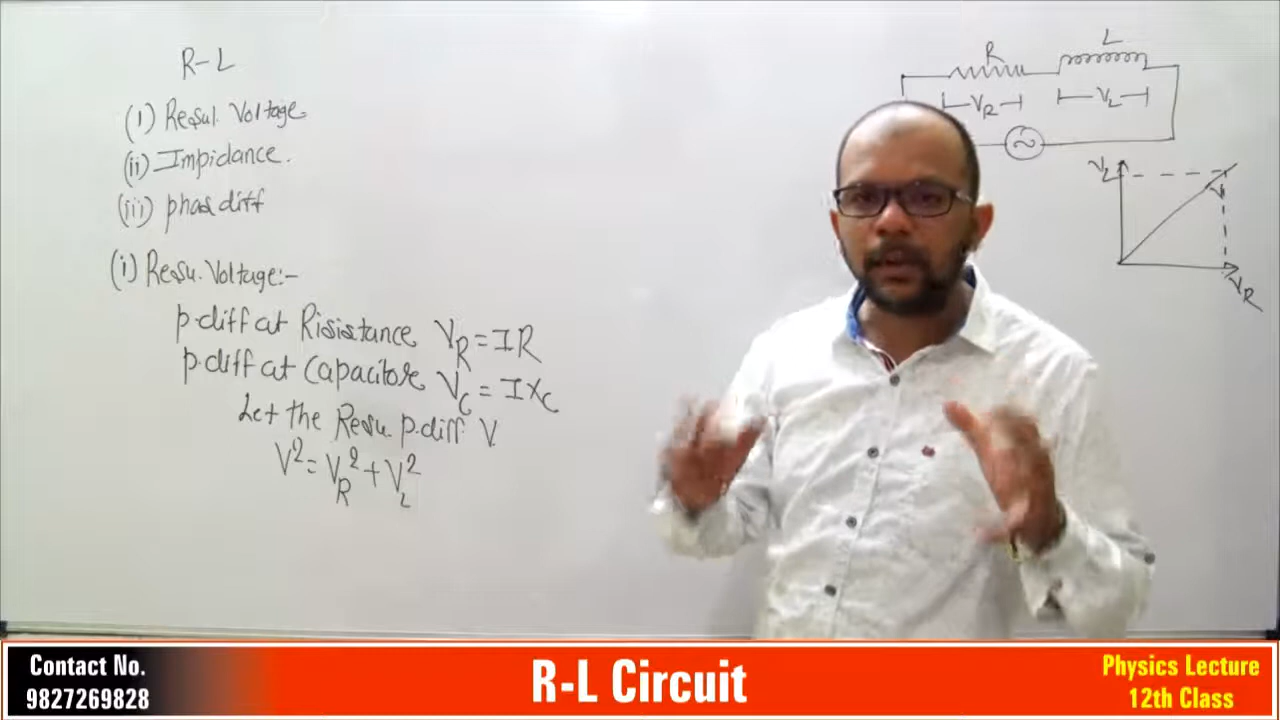 R-L
(i) Resul. Voltage
(ii) Impidance.
(iii) phas diff
(i) Resu. Voltage:-
p.diff at Risistance V_R = IR
p.diff at Capacitor V_C = IX_C
Let the Resu. p.diff V
V² = V_R² + V_L²
R
L
V_R
V_L
V_L
V
V_R
Contact No.
9827269828
R-L Circuit
Physics Lecture
12th Class